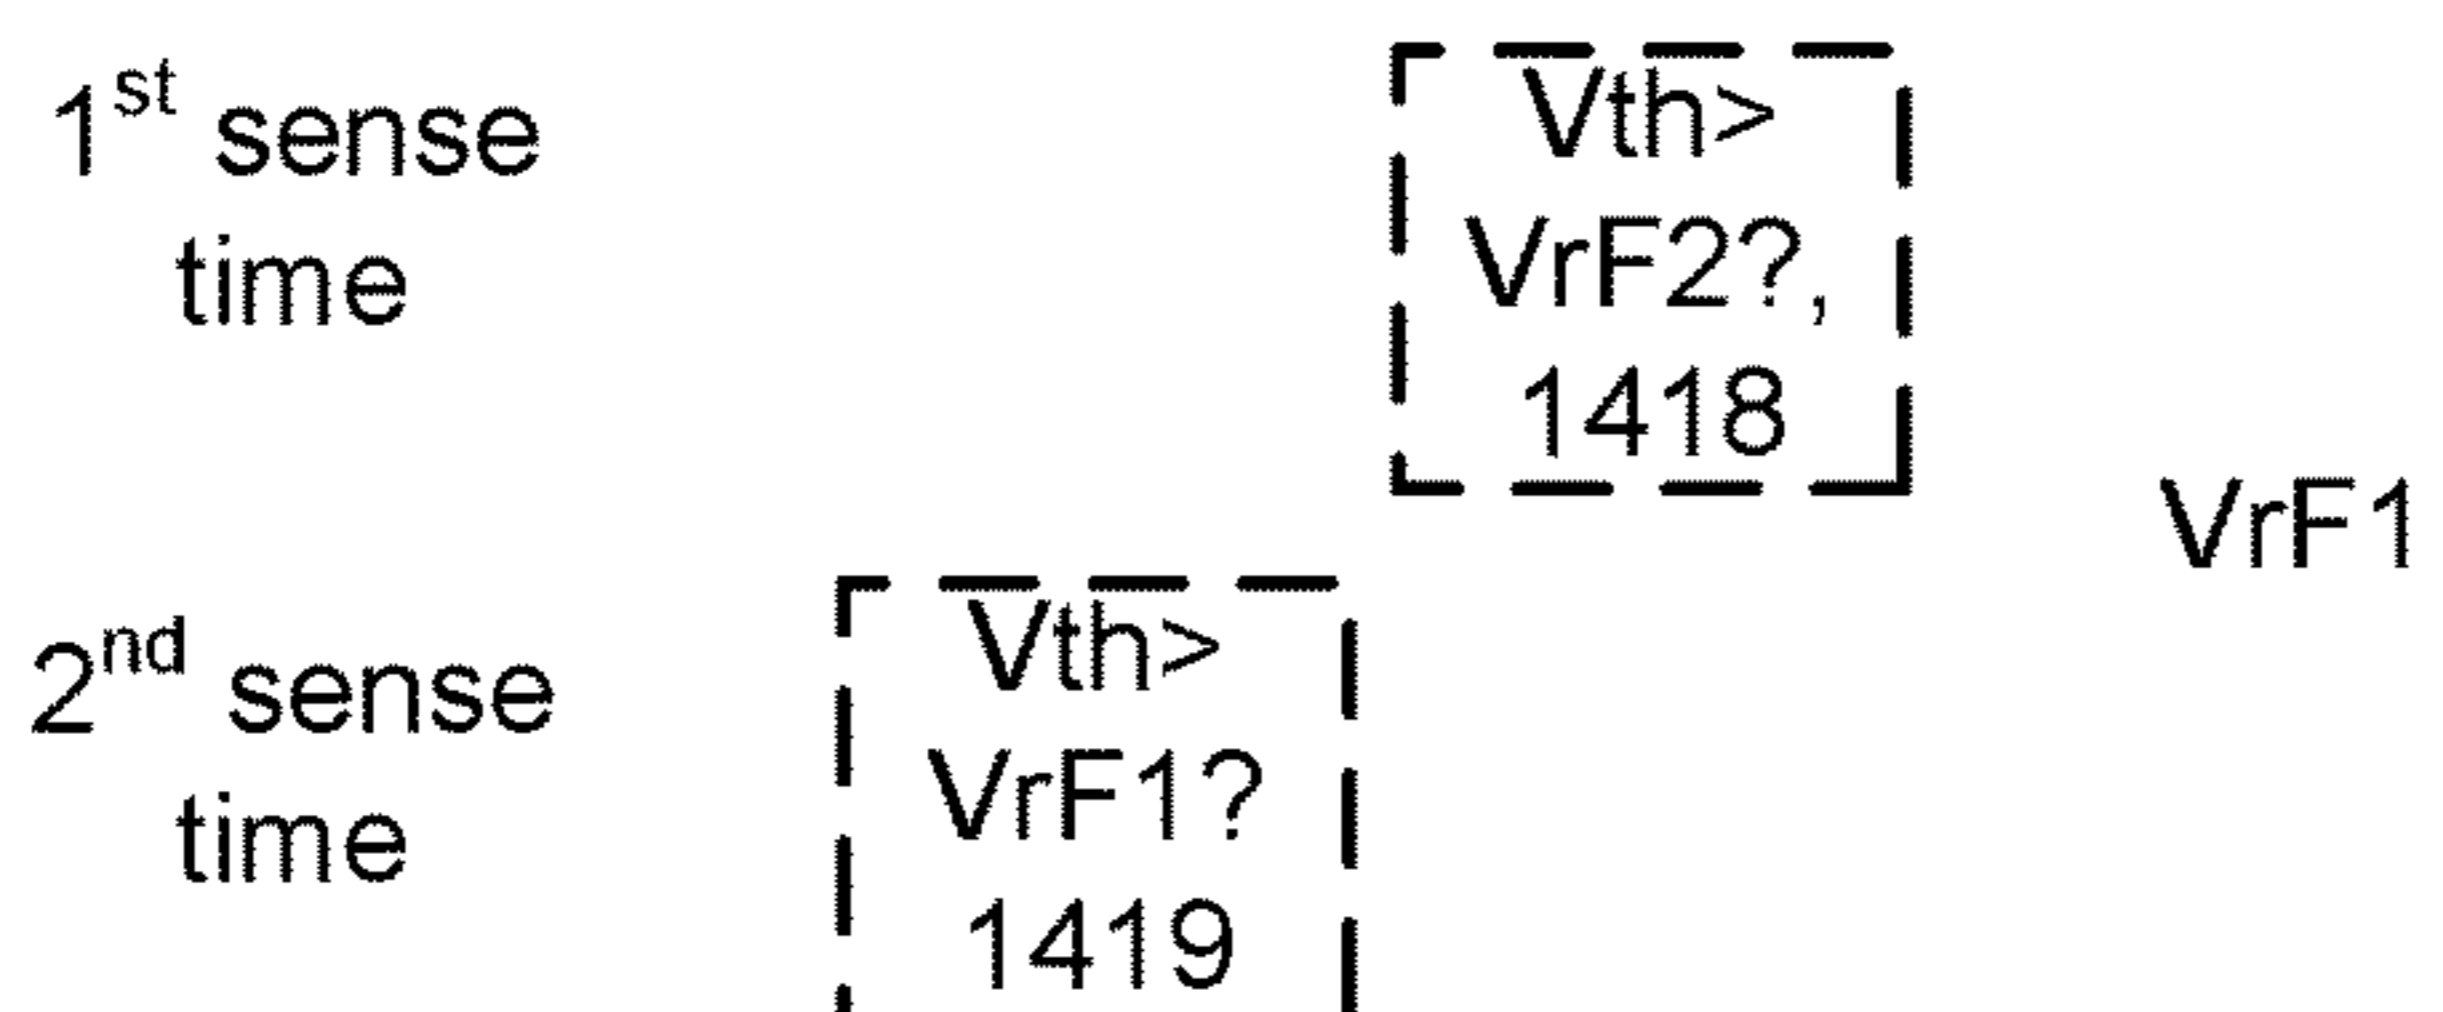 1st sense
time
Vth>
VrF2?,
1418
VrF1
2nd sense
time
Vth>
VrF1?
1419